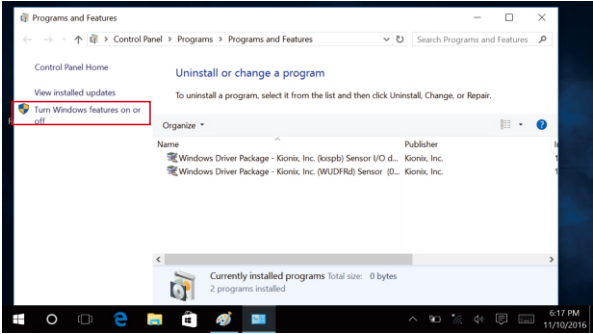 Programs and Features
Control Panel > Programs > Programs and Features
Search Programs and Features
Control Panel Home
View installed updates
Turn Windows features on or
off
Uninstall or change a program
To uninstall a program, select it from the list and then click Uninstall, Change, or Repair.
Organize
Name
Publisher
Windows Driver Package - Kionix, Inc. (kxspb) Sensor I/O d...
Kionix, Inc.
Windows Driver Package - Kionix, Inc. (WUDFRd) Sensor (0...
Kionix, Inc.
Currently installed programs Total size: 0 bytes
2 programs installed
6:17 PM
11/10/2016